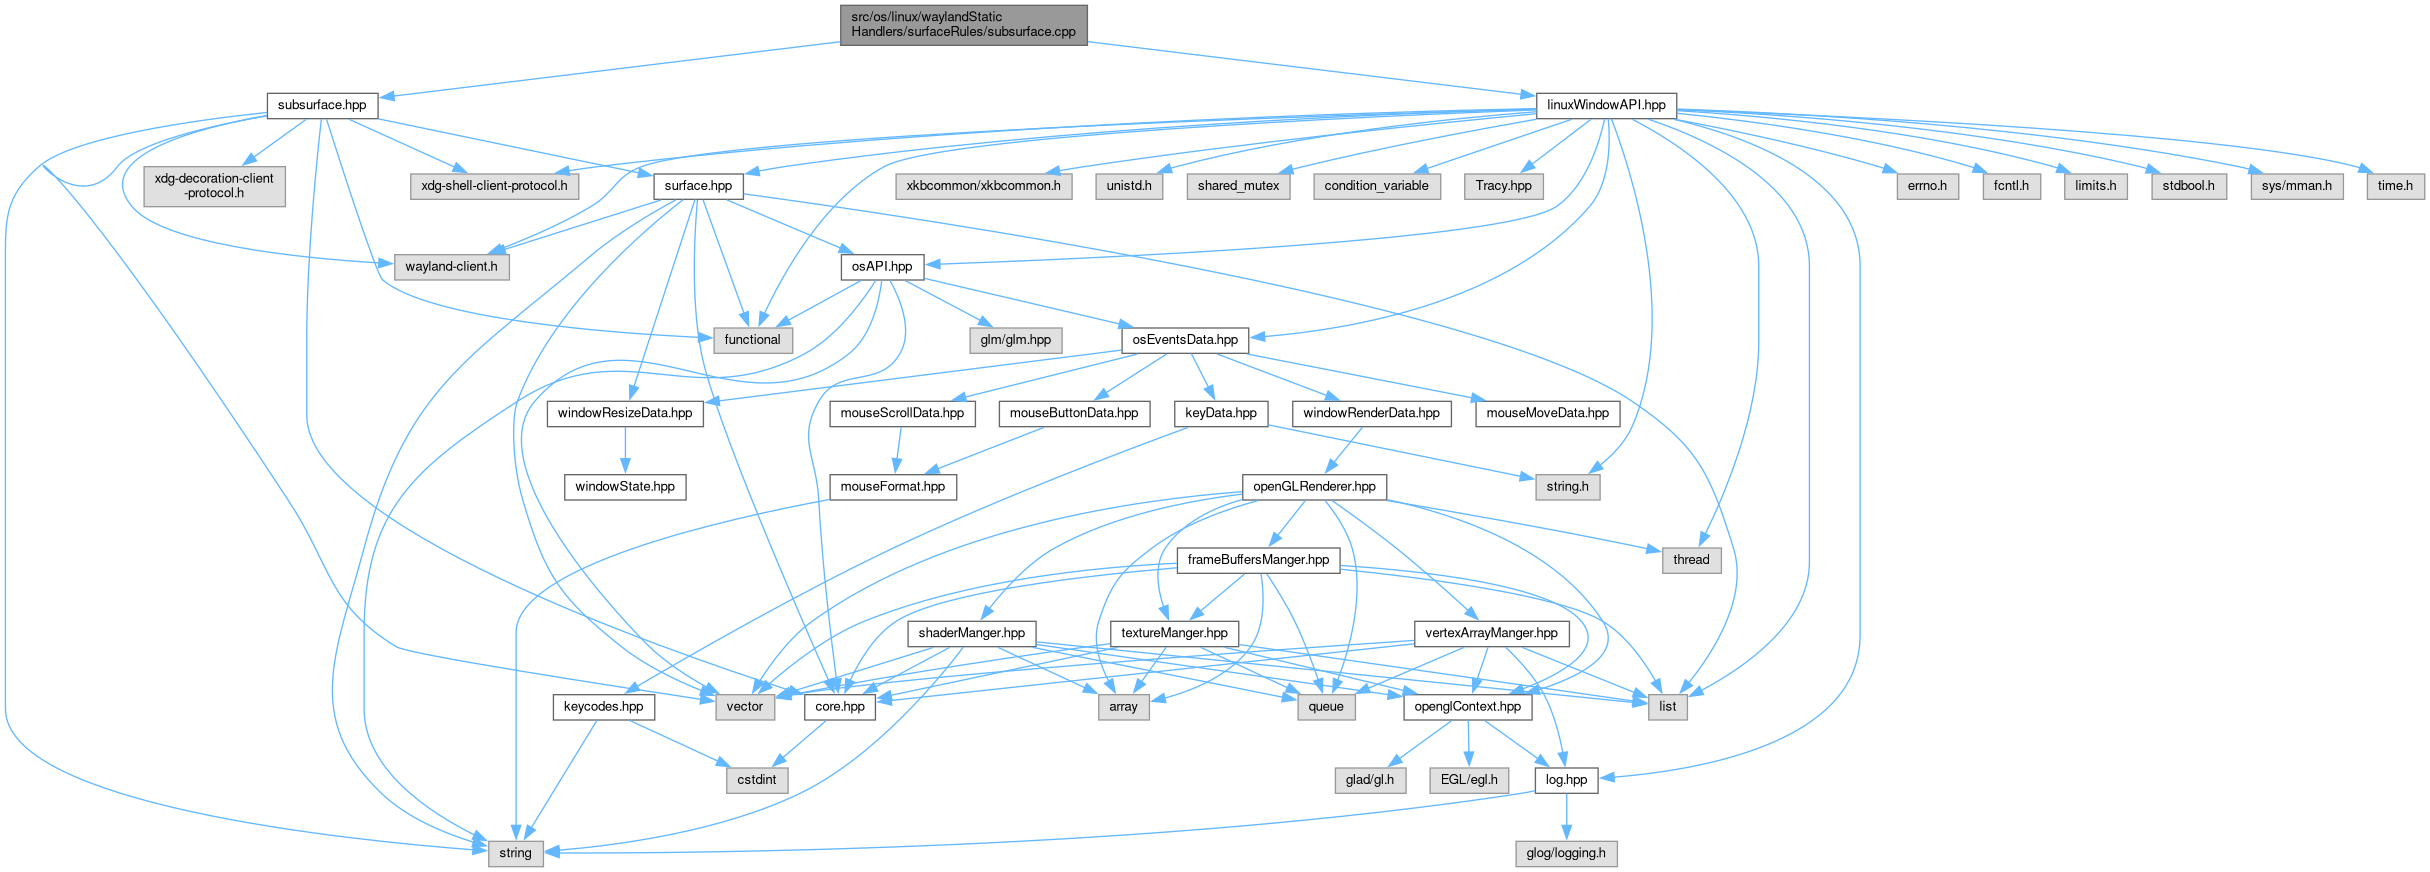 src/os/linux/waylandStatic
Handlers/surfaceRules/subsurface.cpp
subsurface.hpp
linuxWindowAPI.hpp
xdg-decoration-client
-protocol.h
xdg-shell-client-protocol.h
surface.hpp
xkbcommon/xkbcommon.h
unistd.h
shared_mutex
condition_variable
Tracy.hpp
errno.h
fcntl.h
limits.h
stdbool.h
sys/mman.h
time.h
wayland-client.h
osAPI.hpp
functional
glm/glm.hpp
osEventsData.hpp
windowResizeData.hpp
mouseScrollData.hpp
mouseButtonData.hpp
keyData.hpp
windowRenderData.hpp
mouseMoveData.hpp
windowState.hpp
mouseFormat.hpp
openGLRenderer.hpp
string.h
frameBuffersManger.hpp
thread
shaderManger.hpp
textureManger.hpp
vertexArrayManger.hpp
keycodes.hpp
vector
core.hpp
array
queue
openglContext.hpp
list
cstdint
glad/gl.h
EGL/egl.h
log.hpp
string
glog/logging.h